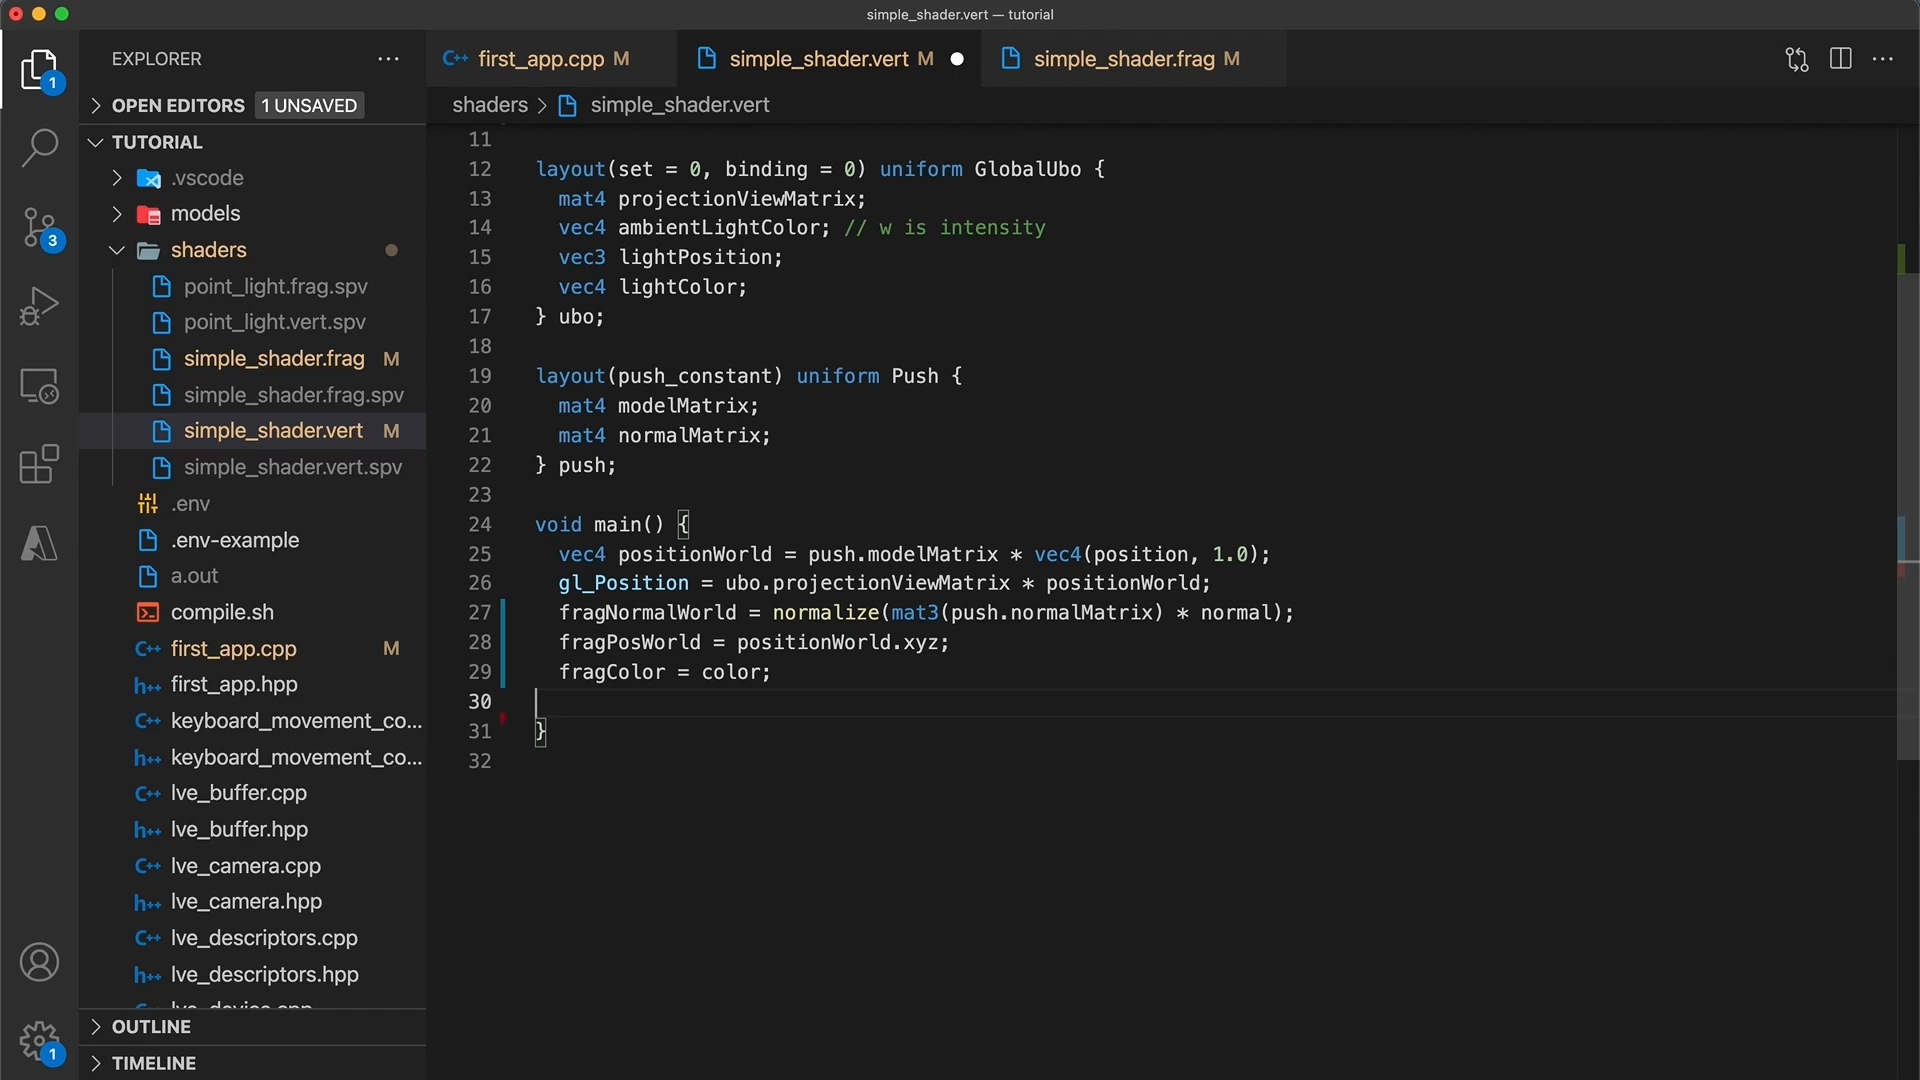 simple_shader.vert — tutorial
EXPLORER
OPEN EDITORS 1 UNSAVED
TUTORIAL
.vscode
models
shaders
point_light.frag.spv
point_light.vert.spv
simple_shader.frag M
simple_shader.frag.spv
simple_shader.vert M
simple_shader.vert.spv
.env
.env-example
a.out
compile.sh
C++ first_app.cpp M
h++ first_app.hpp
C++ keyboard_movement_co...
h++ keyboard_movement_co...
C++ lve_buffer.cpp
h++ lve_buffer.hpp
C++ lve_camera.cpp
h++ lve_camera.hpp
C++ lve_descriptors.cpp
h++ lve_descriptors.hpp
OUTLINE
TIMELINE
1
3
1
C++ first_app.cpp M
simple_shader.vert M
simple_shader.frag M
shaders > simple_shader.vert
11
12 layout(set = 0, binding = 0) uniform GlobalUbo {
13 mat4 projectionViewMatrix;
14 vec4 ambientLightColor; // w is intensity
15 vec3 lightPosition;
16 vec4 lightColor;
17 } ubo;
18
19 layout(push_constant) uniform Push {
20 mat4 modelMatrix;
21 mat4 normalMatrix;
22 } push;
23
24 void main() {
25 vec4 positionWorld = push.modelMatrix * vec4(position, 1.0);
26 gl_Position = ubo.projectionViewMatrix * positionWorld;
27 fragNormalWorld = normalize(mat3(push.normalMatrix) * normal);
28 fragPosWorld = positionWorld.xyz;
29 fragColor = color;
30
31 }
32